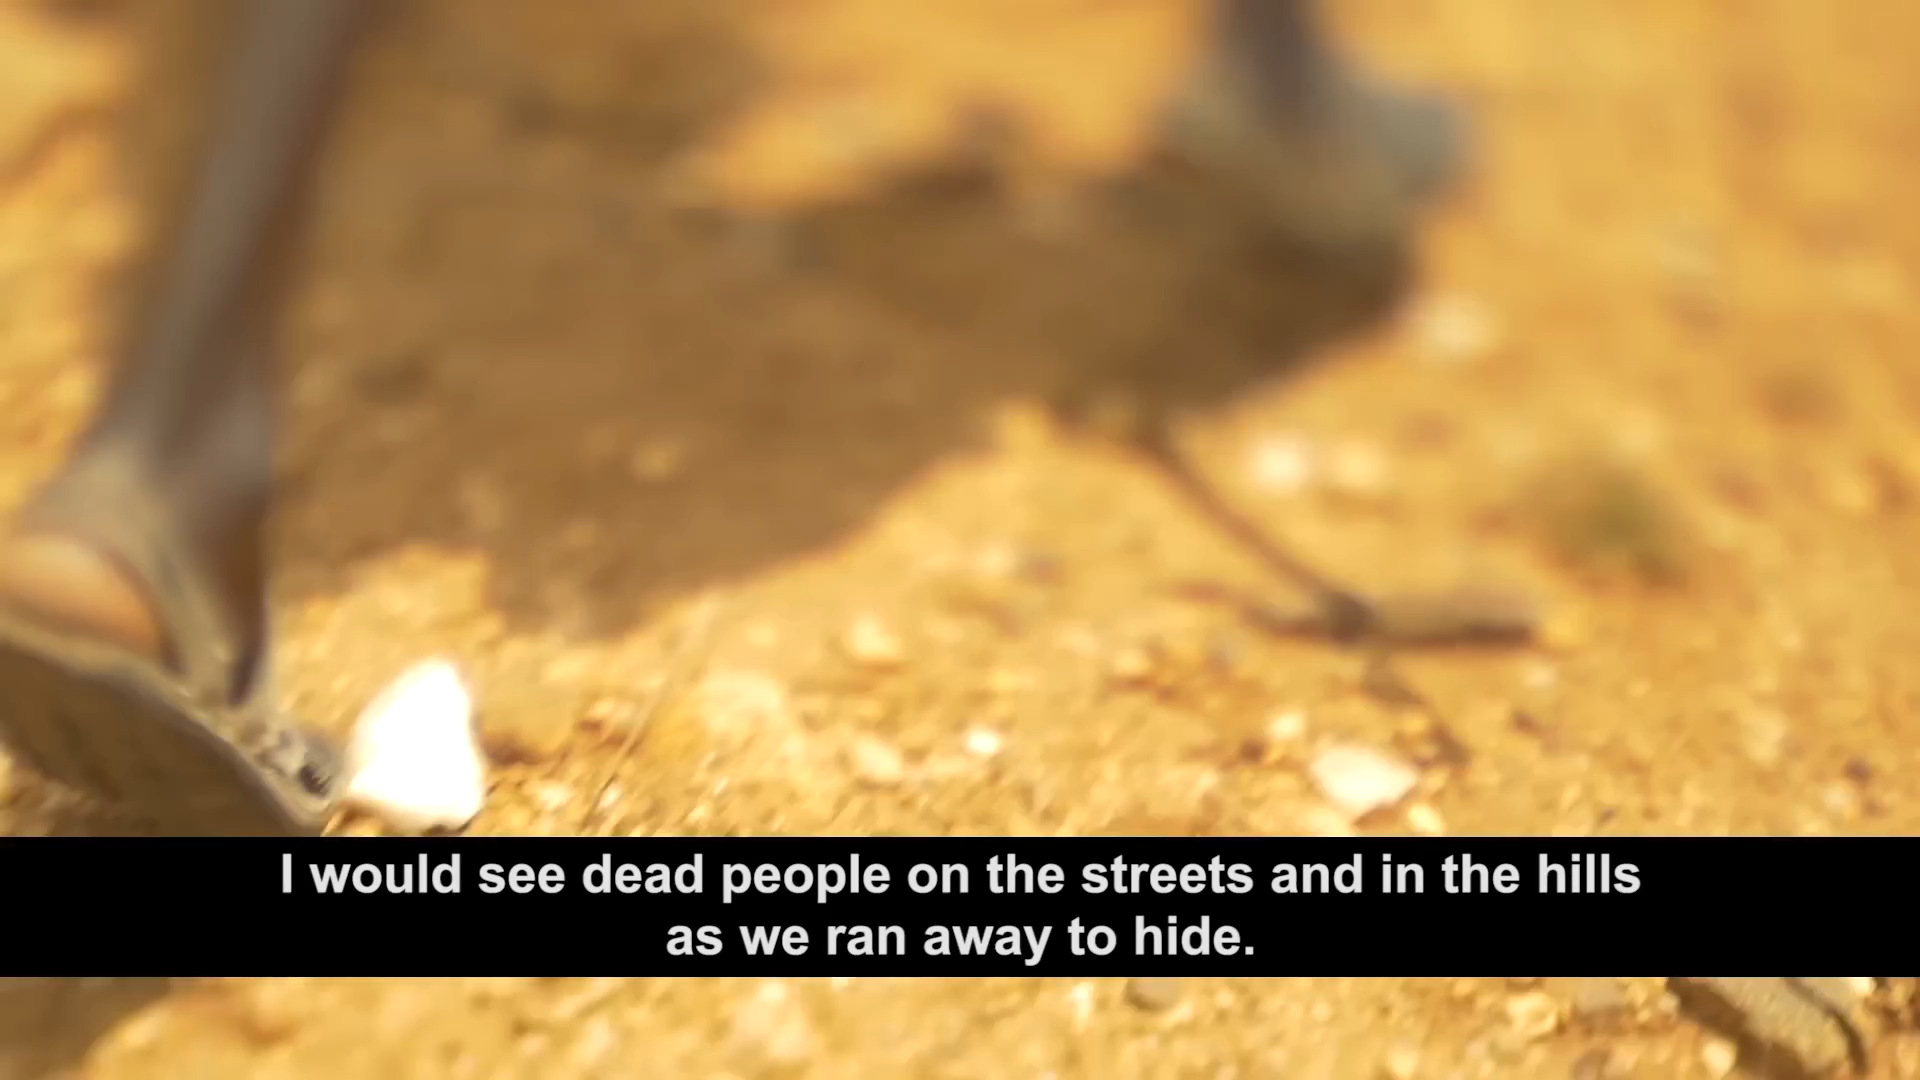 I would see dead people on the streets and in the hills
as we ran away to hide.